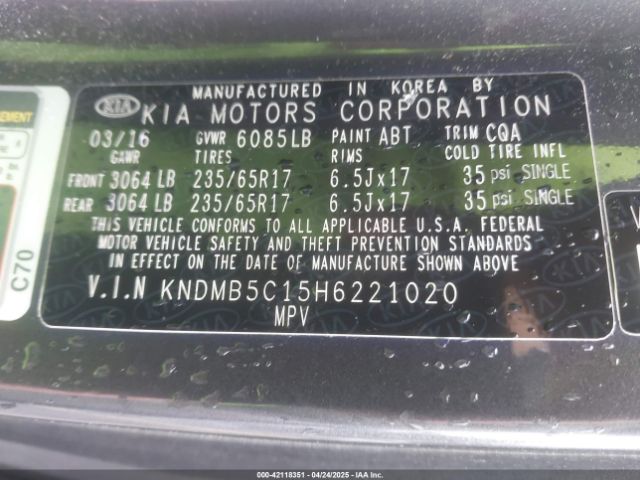 MANUFACTURED IN KOREA BY
KIA KIA MOTORS CORPORATION
03/16 GVWR 6085LB PAINT ABT TRIM CQA
GAWR TIRES RIMS COLD TIRE INFL
FRONT 3064 LB 235/65R17 6.5Jx17 35 psi SINGLE
REAR 3064 LB 235/65R17 6.5Jx17 35 psi SINGLE
THIS VEHICLE CONFORMS TO ALL APPLICABLE U.S.A. FEDERAL
MOTOR VEHICLE SAFETY AND THEFT PREVENTION STANDARDS
IN EFFECT ON THE DATE OF MANUFACTURE SHOWN ABOVE
V.I.N KNDMB5C15H6221020
MPV
C70
000-42118351 - 04/24/2025 - IAAI.COM